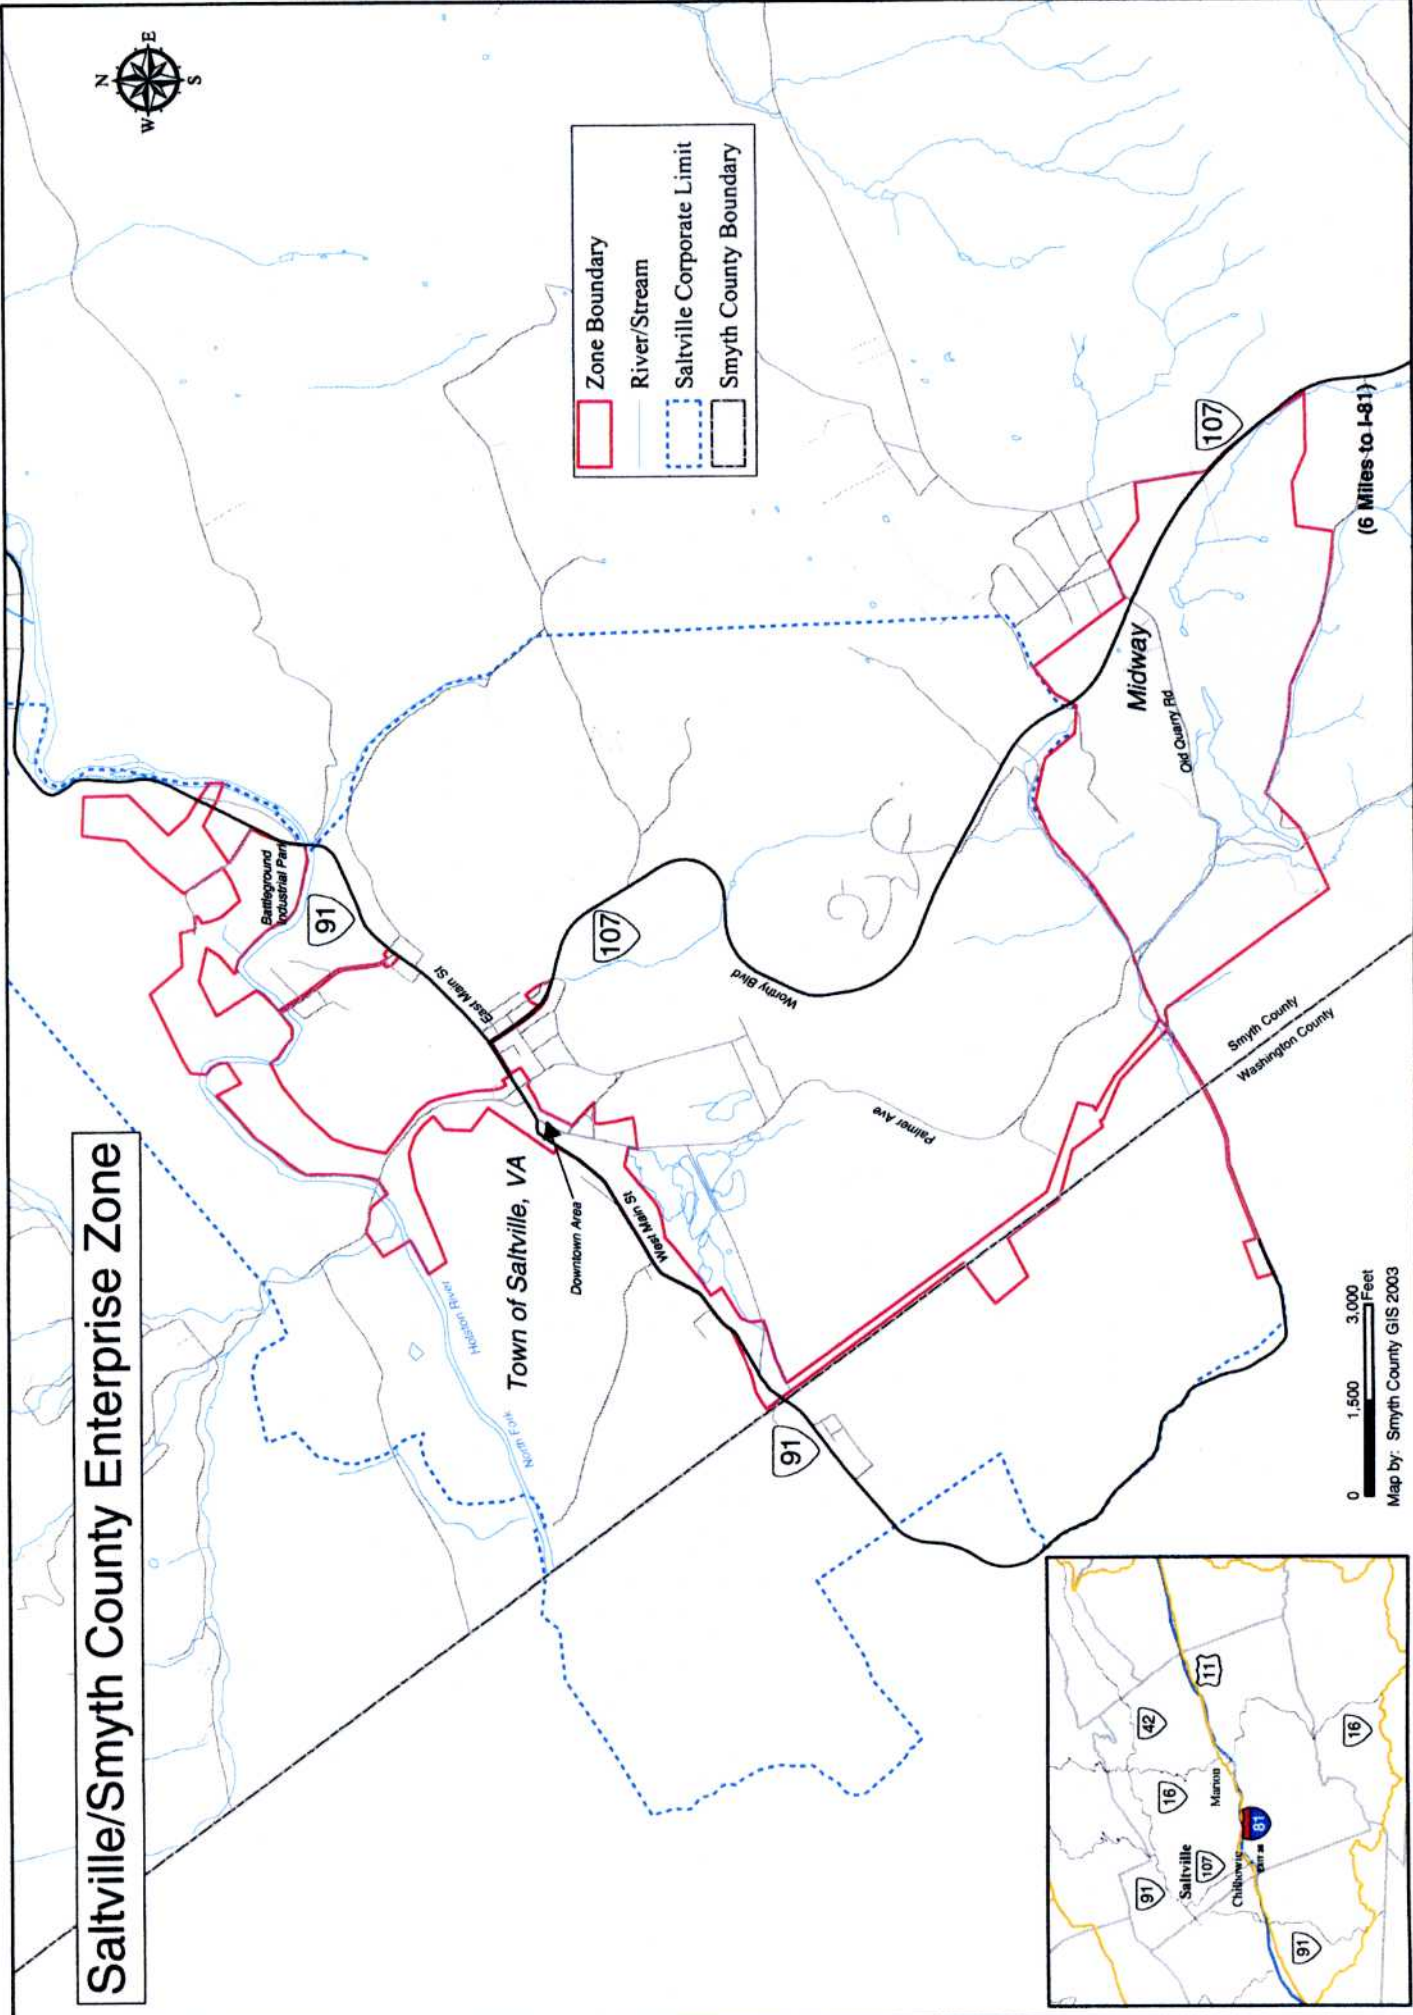 Saltville/Smyth County Enterprise Zone
N
E
S
W
Zone Boundary
River/Stream
Saltville Corporate Limit
Smyth County Boundary
Battleground
Industrial Park
91
East Main St
107
Worthy Blvd
Town of Saltville, VA
Downtown Area
West Main St
North Fork
Holston River
Palmer Ave
91
Smyth County
Washington County
Midway
Old Quarry Rd
107
(6 Miles to I-81)
0 1,500 3,000
Feet
Map by: Smyth County GIS 2003
91
Saltville
107
16
42
11
Marion
Chilhowie
81
91
16